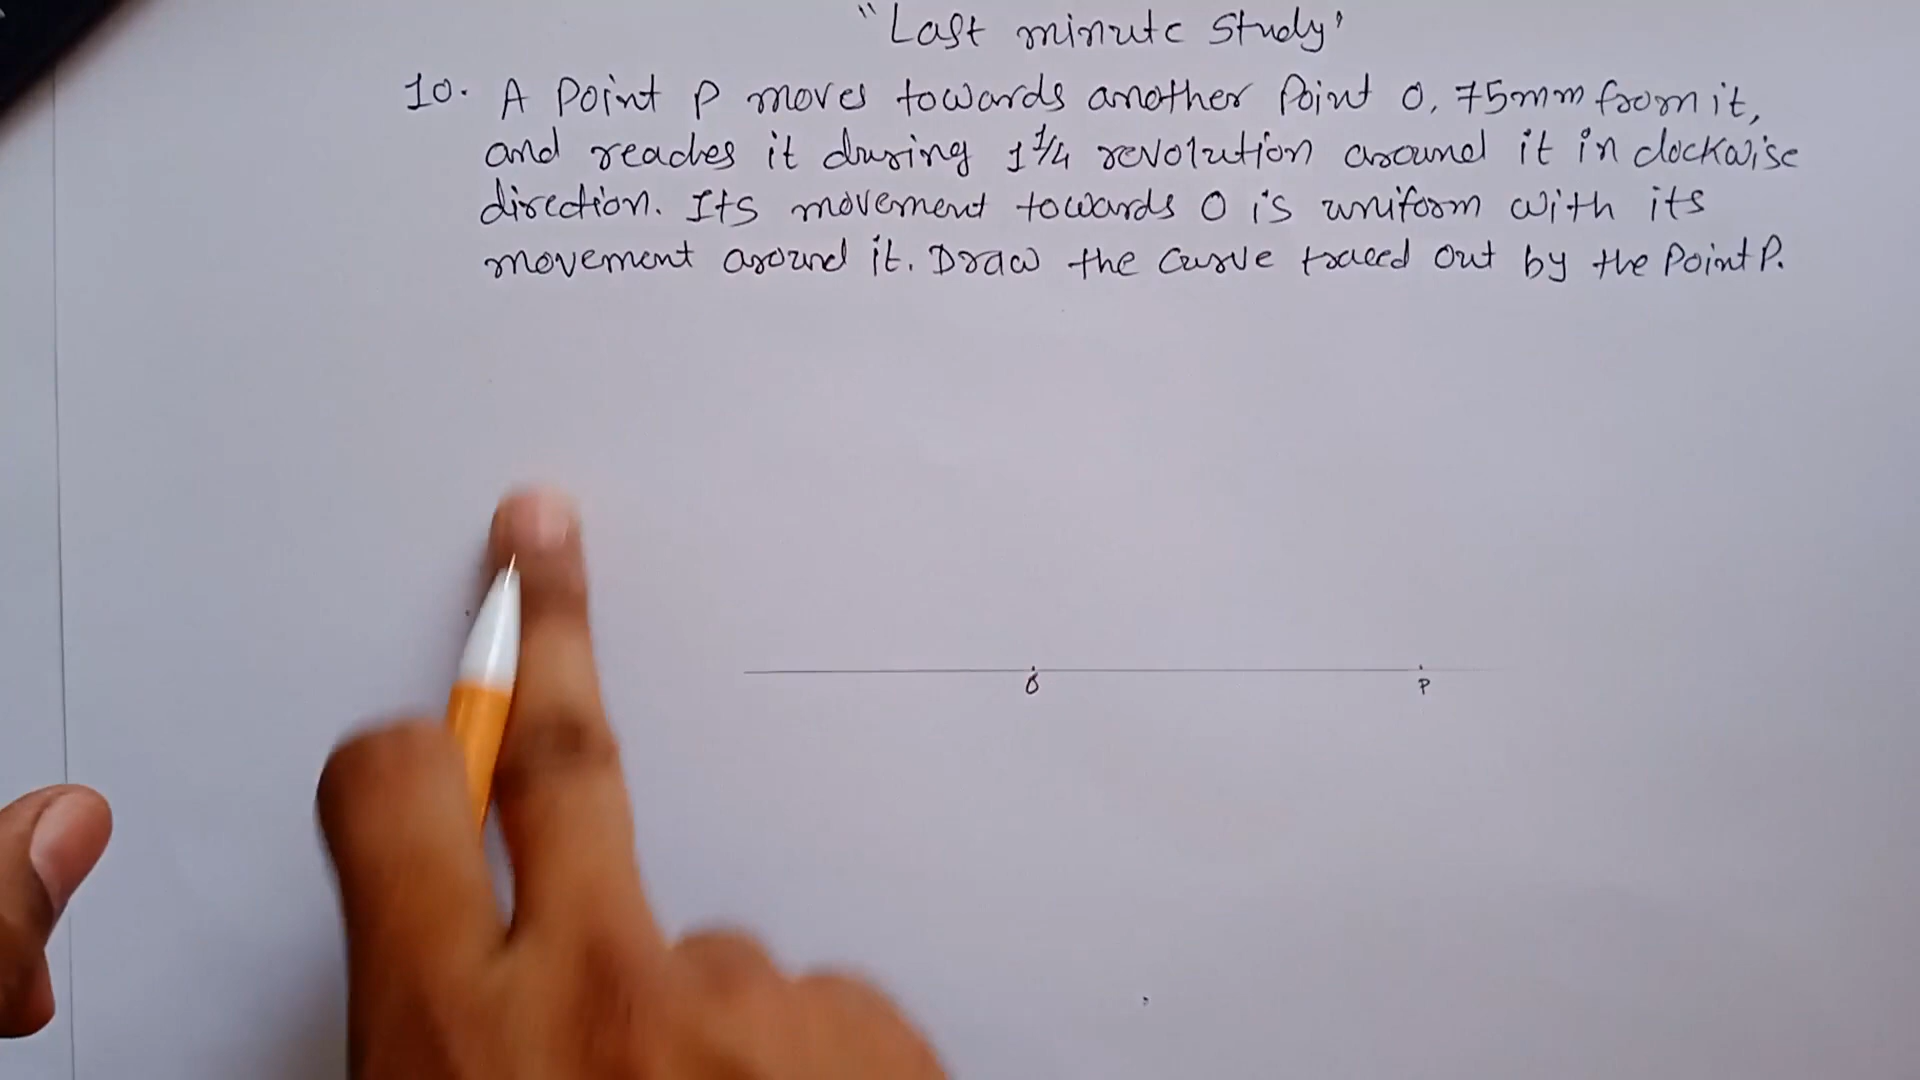 "Last minute study'
10. A Point P moves towards another Point O, 75mm from it,
and reaches it during 1 1/4 revolution around it in clockwise
direction. Its movement towards O is uniform with its
movement around it. Draw the curve traced out by the Point P.
O P